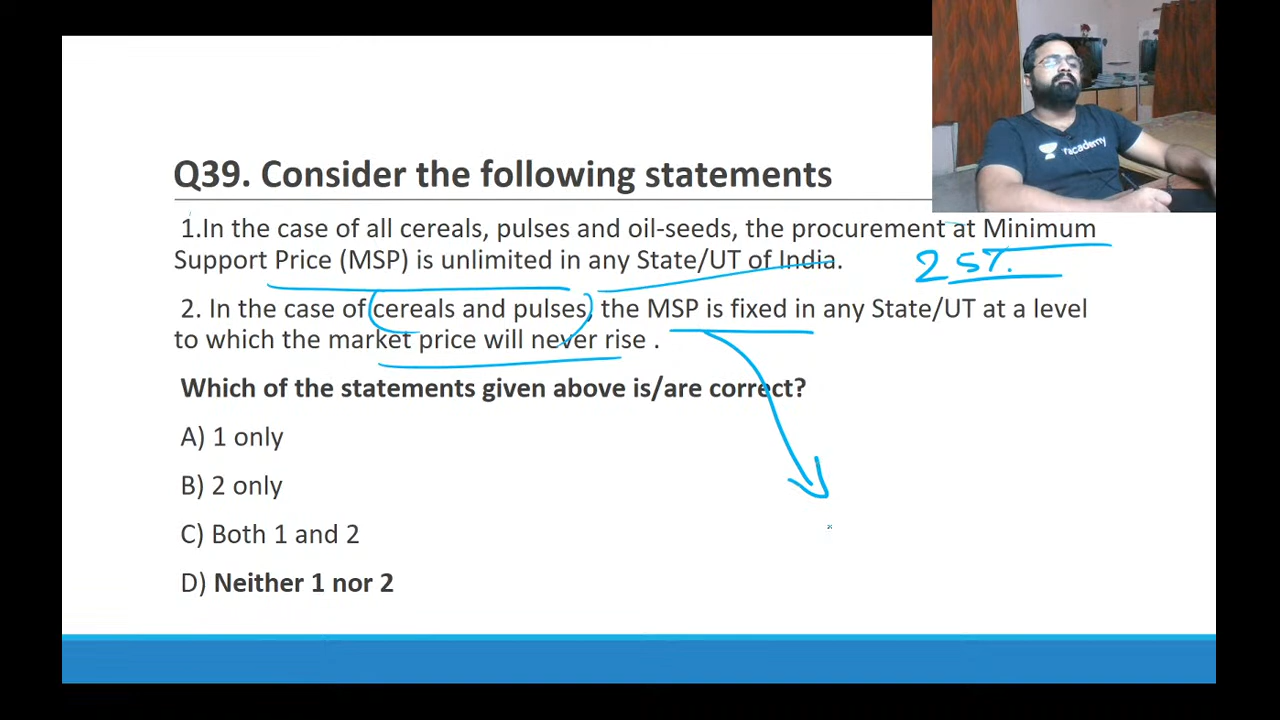 Q39. Consider the following statements
1.In the case of all cereals, pulses and oil-seeds, the procurement at Minimum
Support Price (MSP) is unlimited in any State/UT of India.
2. In the case of cereals and pulses, the MSP is fixed in any State/UT at a level
to which the market price will never rise .
Which of the statements given above is/are correct?
A) 1 only
B) 2 only
C) Both 1 and 2
D) Neither 1 nor 2